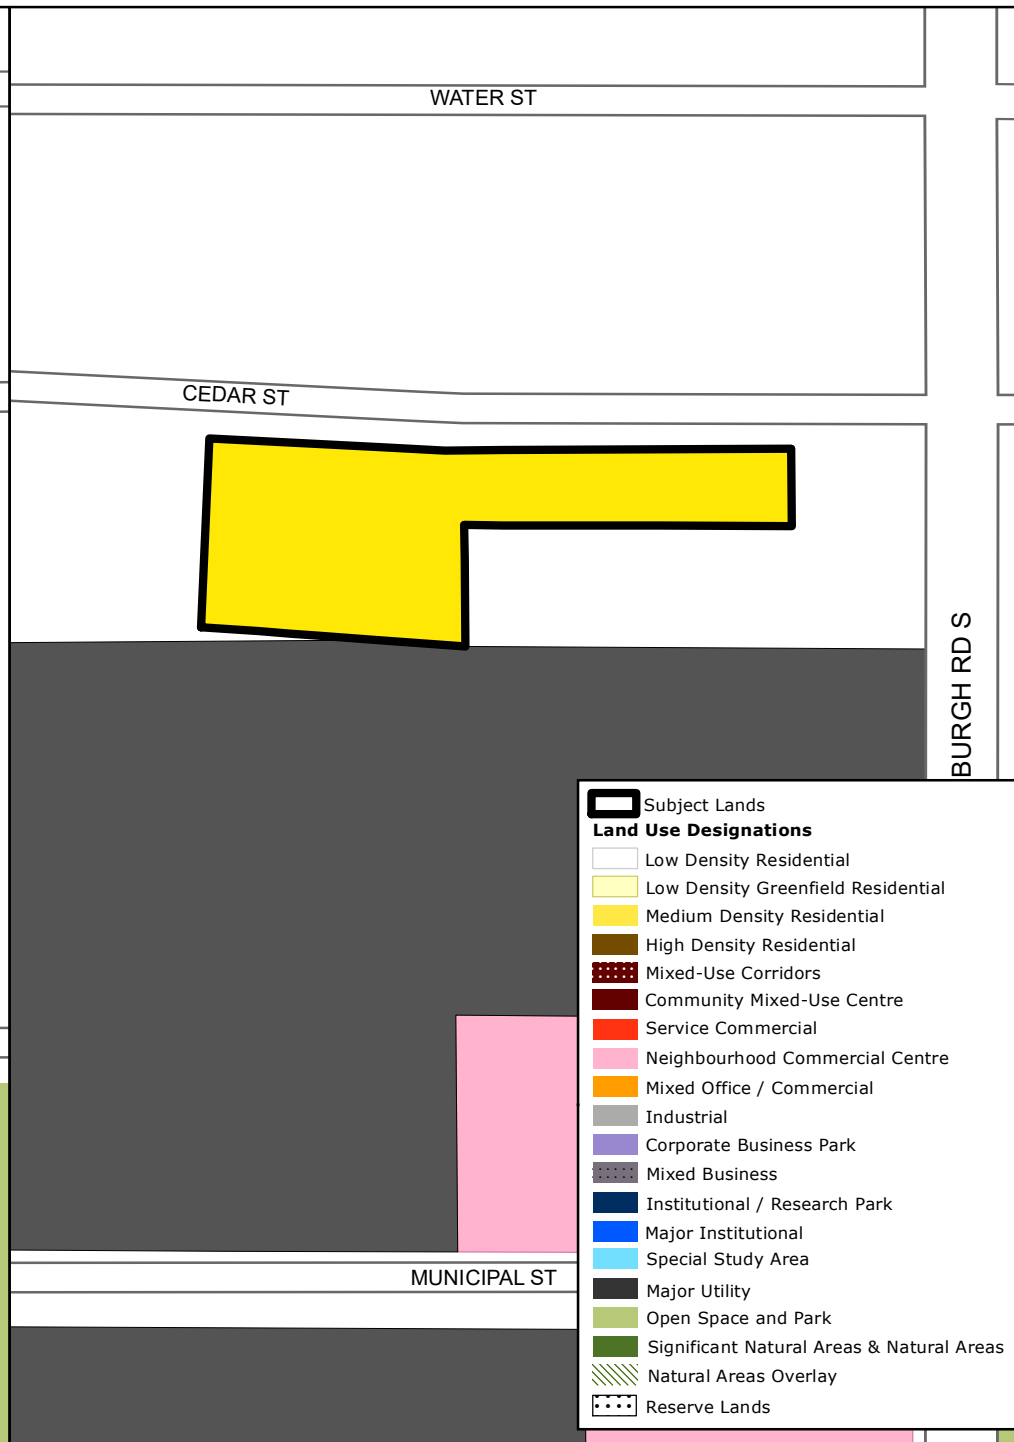 WATER ST
CEDAR ST
BURGH RD S
Subject Lands
Land Use Designations
Low Density Residential
Low Density Greenfield Residential
Medium Density Residential
High Density Residential
Mixed-Use Corridors
Community Mixed-Use Centre
Service Commercial
Neighbourhood Commercial Centre
Mixed Office / Commercial
Industrial
Corporate Business Park
Mixed Business
Institutional / Research Park
Major Institutional
Special Study Area
Major Utility
Open Space and Park
Significant Natural Areas & Natural Areas
Natural Areas Overlay
Reserve Lands
MUNICIPAL ST